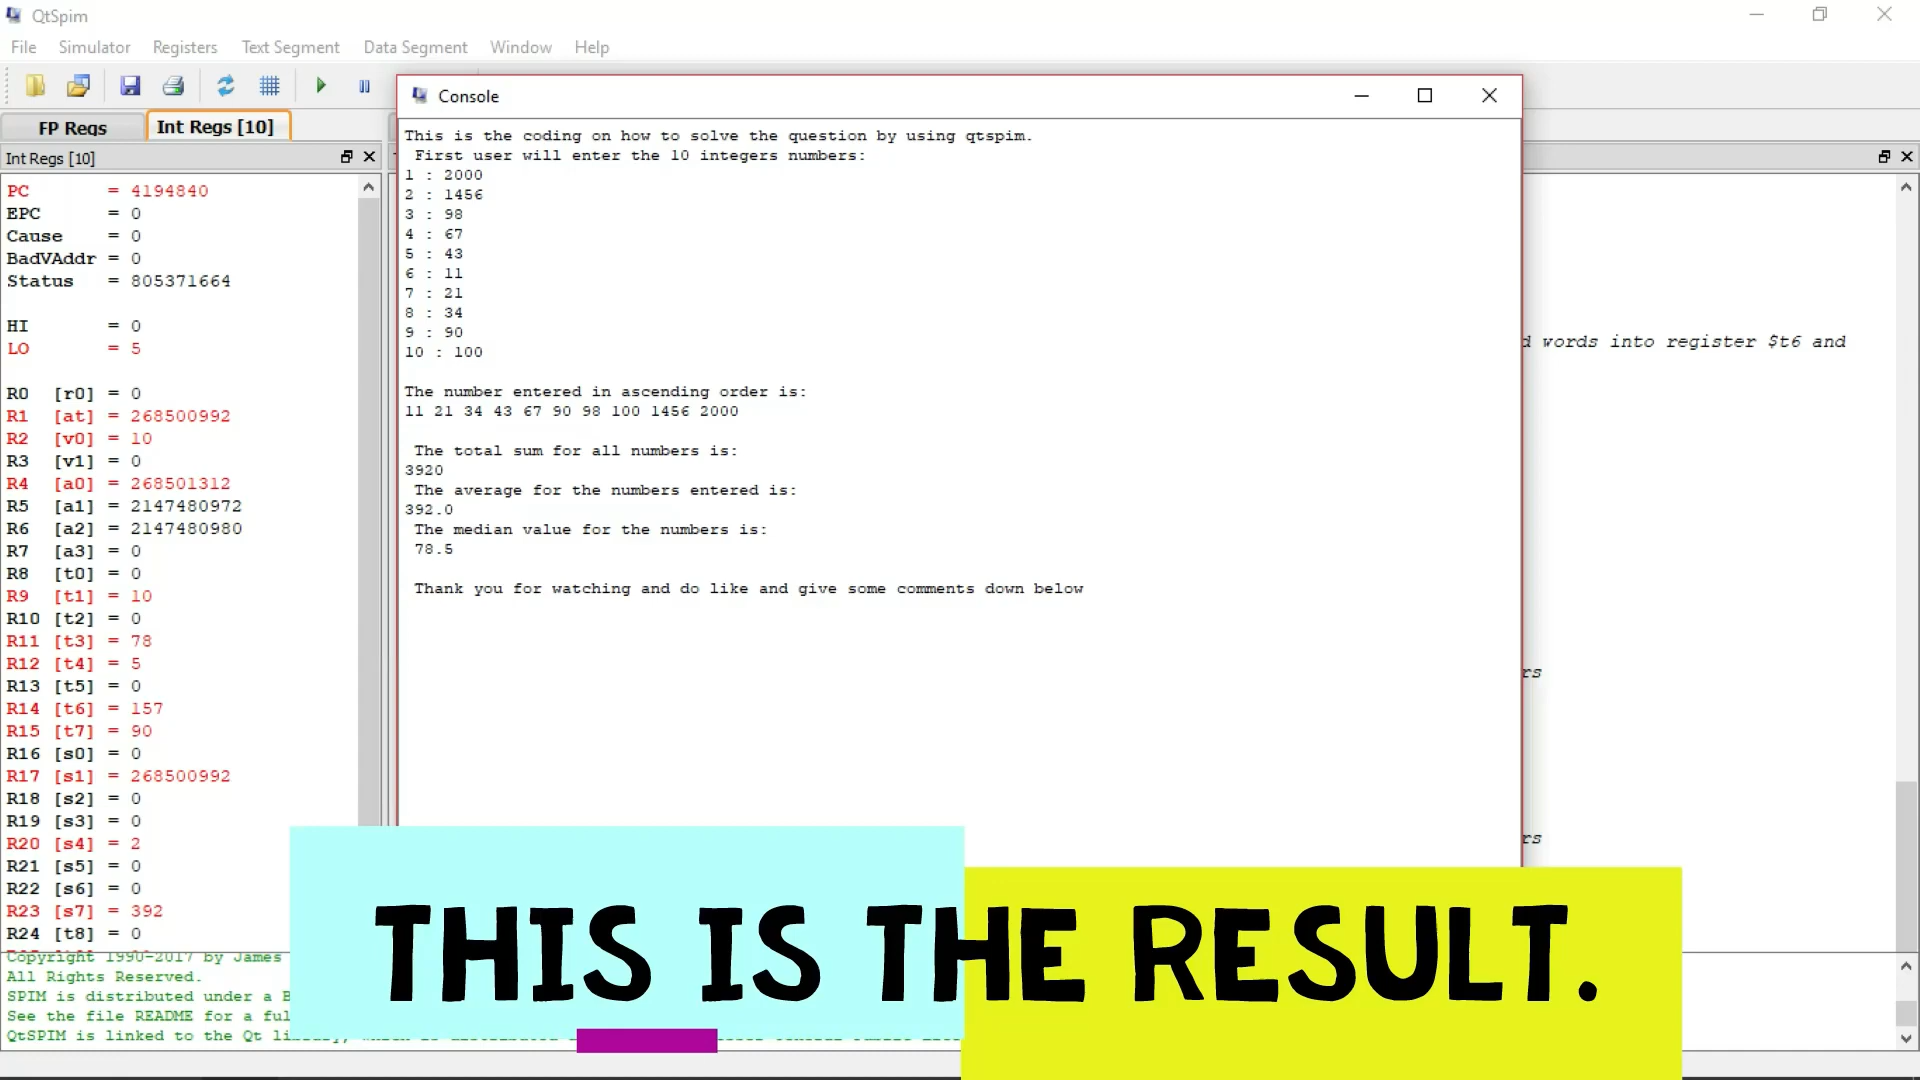 QtSpim
File Simulator Registers Text Segment Data Segment Window Help
FP Regs Int Regs [10]
Int Regs [10]
PC = 4194840
EPC = 0
Cause = 0
BadVAddr = 0
Status = 805371664
HI = 0
LO = 5
R0 [r0] = 0
R1 [at] = 268500992
R2 [v0] = 10
R3 [v1] = 0
R4 [a0] = 268501312
R5 [a1] = 2147480972
R6 [a2] = 2147480980
R7 [a3] = 0
R8 [t0] = 0
R9 [t1] = 10
R10 [t2] = 0
R11 [t3] = 78
R12 [t4] = 5
R13 [t5] = 0
R14 [t6] = 157
R15 [t7] = 90
R16 [s0] = 0
R17 [s1] = 268500992
R18 [s2] = 0
R19 [s3] = 0
R20 [s4] = 2
R21 [s5] = 0
R22 [s6] = 0
R23 [s7] = 392
R24 [t8] = 0
Console
This is the coding on how to solve the question by using qtspim.
First user will enter the 10 integers numbers:
1 : 2000
2 : 1456
3 : 98
4 : 67
5 : 43
6 : 11
7 : 21
8 : 34
9 : 90
10 : 100
The number entered in ascending order is:
11 21 34 43 67 90 98 100 1456 2000
The total sum for all numbers is:
3920
The average for the numbers entered is:
392.0
The median value for the numbers is:
78.5
Thank you for watching and do like and give some comments down below
words into register $t6 and
rs
rs
Copyright 1990-2017 by James
All Rights Reserved.
SPIM is distributed under a B
See the file README for a ful
QtSPIM is linked to the Qt
THIS IS THE RESULT.